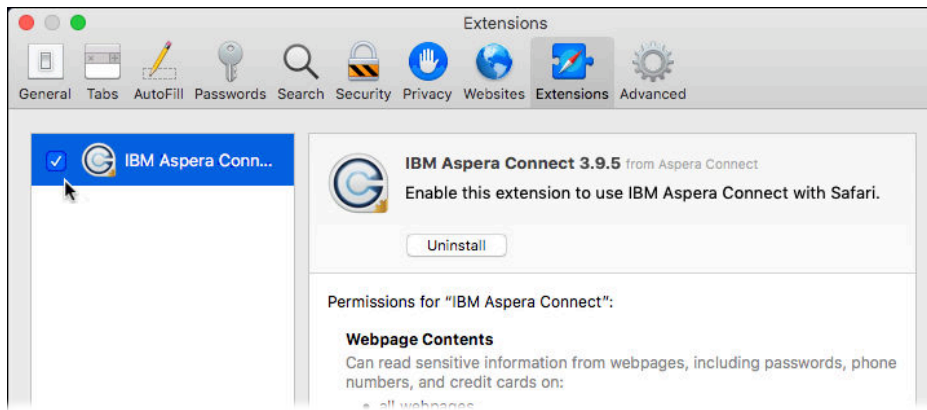 Extensions
General Tabs AutoFill Passwords Search Security Privacy Websites Extensions Advanced
IBM Aspera Conn...
IBM Aspera Connect 3.9.5 from Aspera Connect
Enable this extension to use IBM Aspera Connect with Safari.
Uninstall
Permissions for “IBM Aspera Connect”:
Webpage Contents
Can read sensitive information from webpages, including passwords, phone
numbers, and credit cards on:
• all webpages